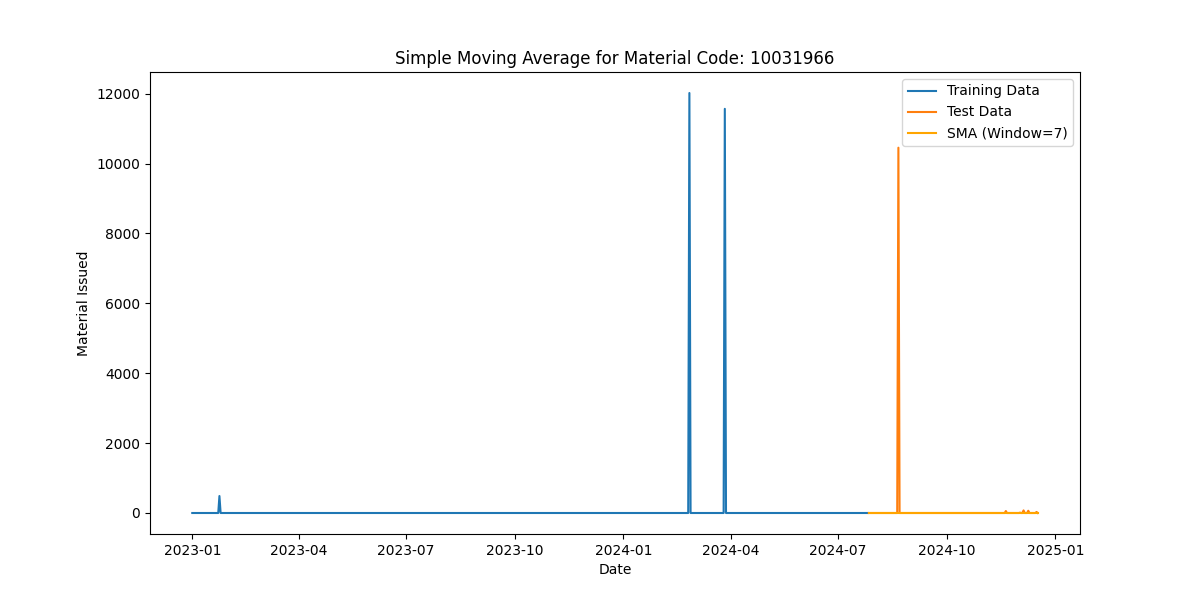 Simple Moving Average for Material Code: 10031966
Training Data
Test Data
SMA (Window=7)
12000
10000
8000
6000
4000
2000
0
Material Issued
2023-01 2023-04 2023-07 2023-10 2024-01 2024-04 2024-07 2024-10 2025-01
Date